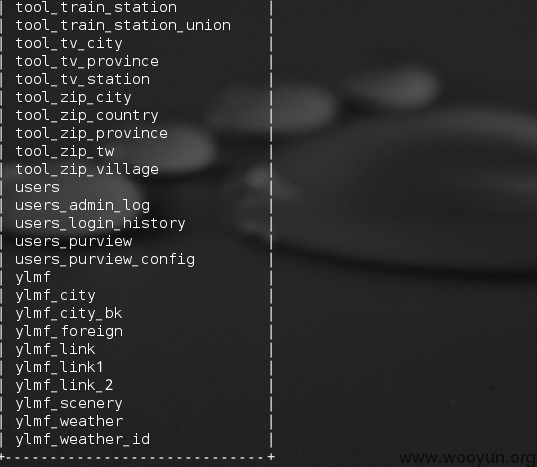 | tool_train_station |
| tool_train_station_union |
| tool_tv_city |
| tool_tv_province |
| tool_tv_station |
| tool_zip_city |
| tool_zip_country |
| tool_zip_province |
| tool_zip_tw |
| tool_zip_village |
| users |
| users_admin_log |
| users_login_history |
| users_purview |
| users_purview_config |
| ylmf |
| ylmf_city |
| ylmf_city_bk |
| ylmf_foreign |
| ylmf_link |
| ylmf_link1 |
| ylmf_link_2 |
| ylmf_scenery |
| ylmf_weather |
| ylmf_weather_id |
+-----------------------------+
www.wooyun.org